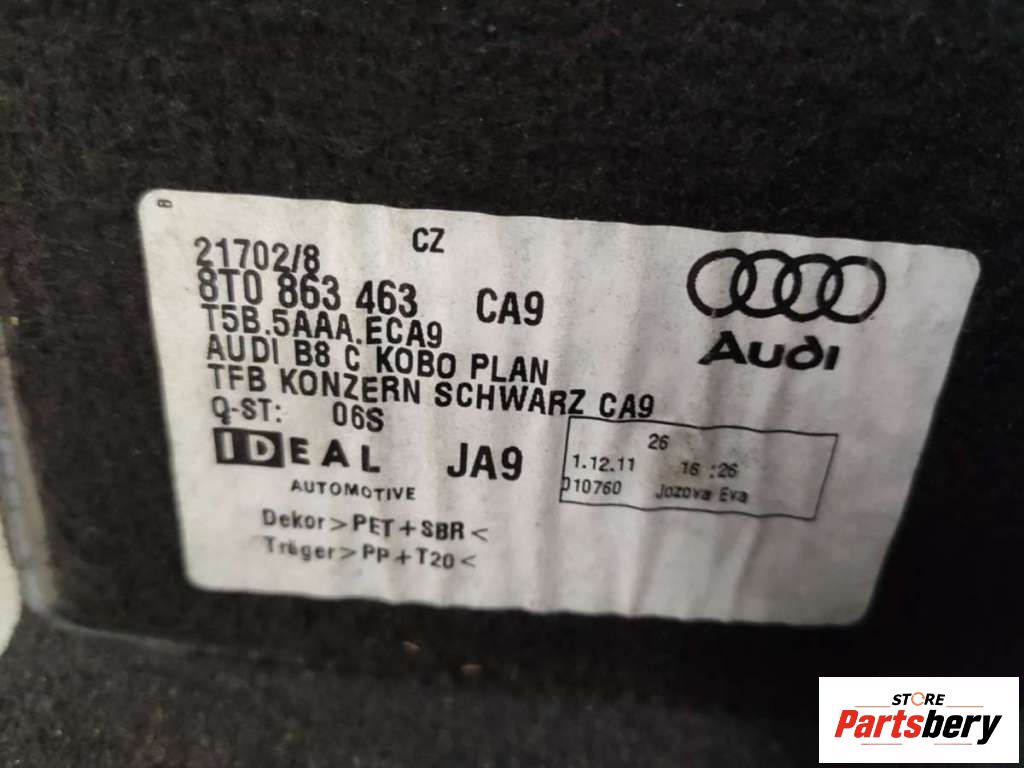 CZ
21702/8
8T0 863 463 CA9
T5B.5AAA.ECA9
AUDI B8 C KOBO PLAN
TFB KONZERN SCHWARZ CA9
Q-ST: 06S
IDEAL JA9
AUTOMOTIVE
26
1.12.11 16:26
010760 Jozova Eva
Dekor>PET+SBR<
Träger>PP+T20<
Audi
STORE
Partsbery